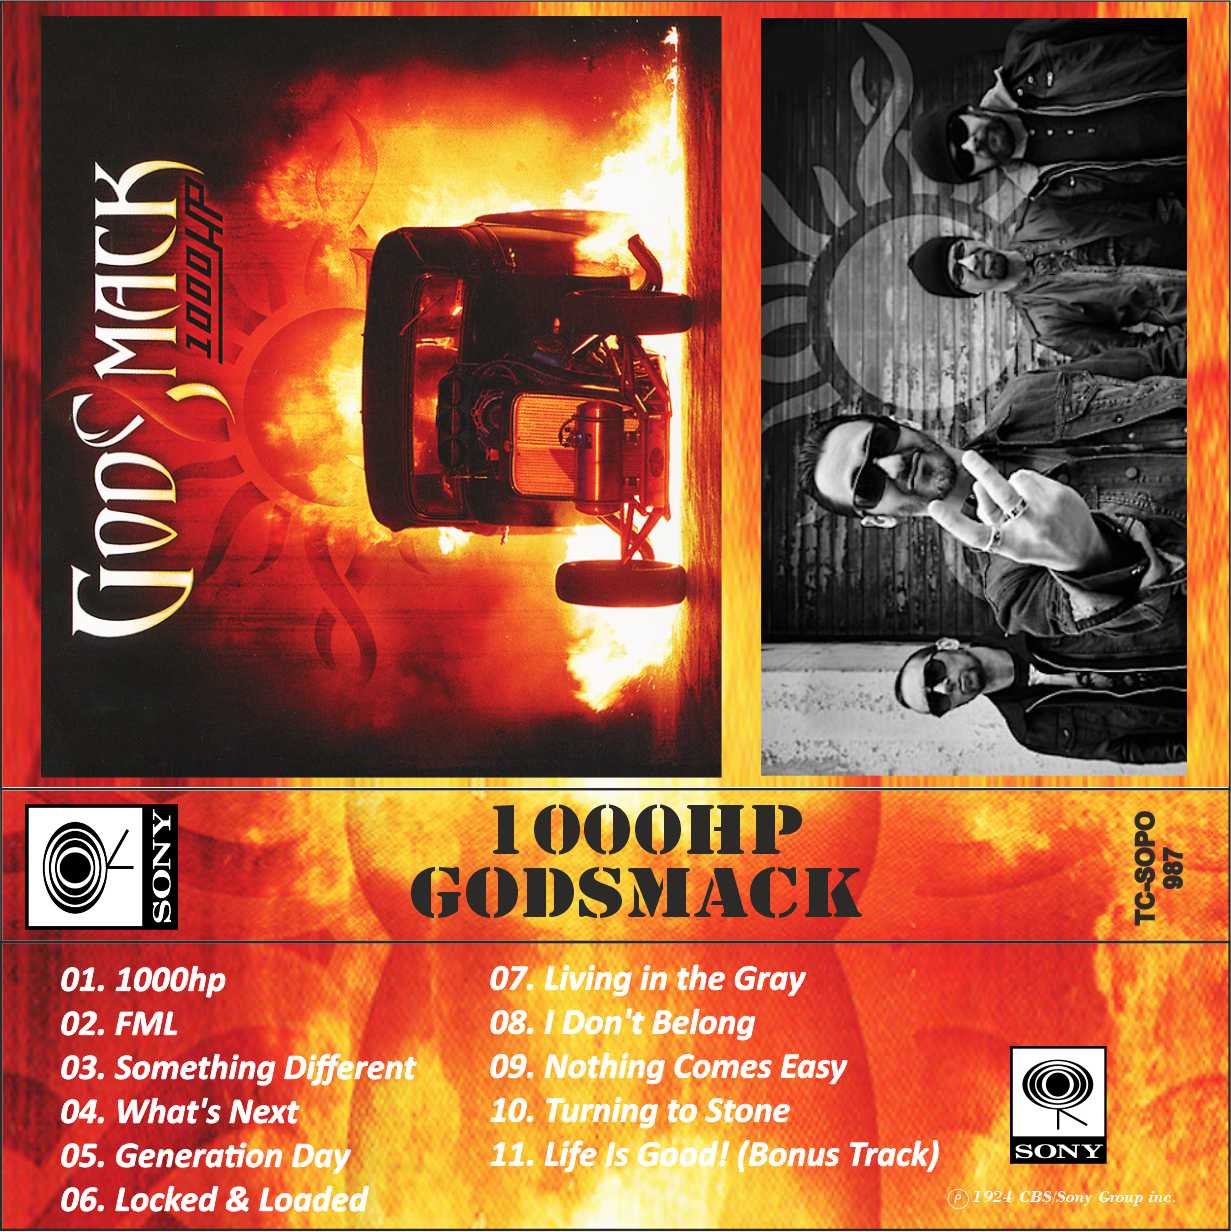 GODSMACK
1000HP
SONY
1000HP
GODSMACK
TC-SOPO
987
01. 1000hp
02. FML
03. Something Different
04. What's Next
05. Generation Day
06. Locked & Loaded
07. Living in the Gray
08. I Don't Belong
09. Nothing Comes Easy
10. Turning to Stone
11. Life Is Good! (Bonus Track)
SONY
℗ 1924 CBS/Sony Group inc.